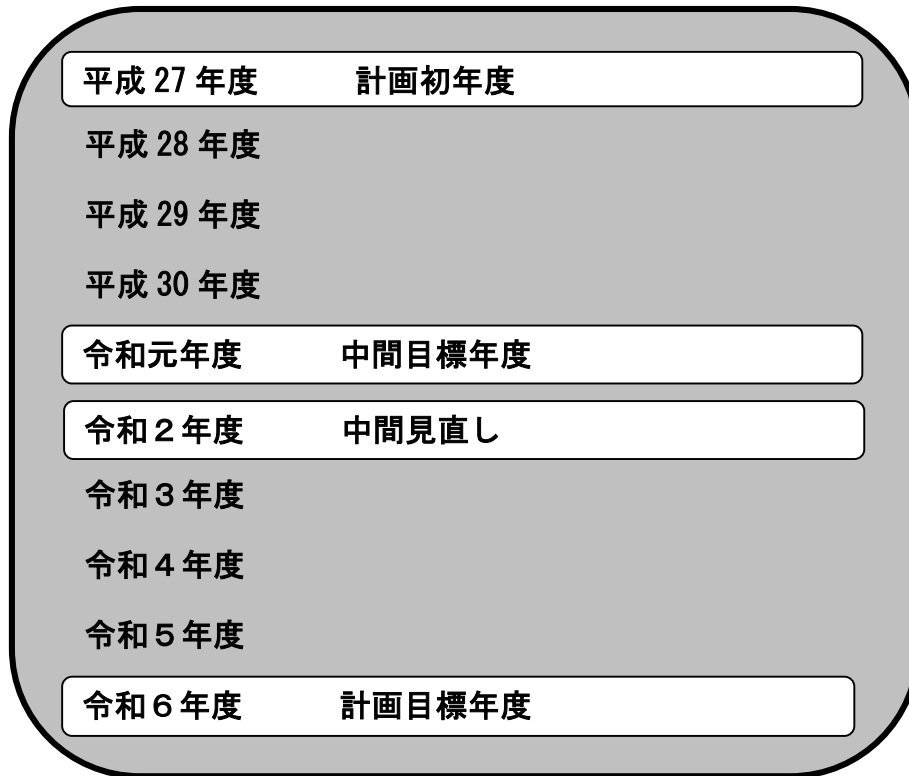 平成 27 年度　計画初年度
平成 28 年度
平成 29 年度
平成 30 年度
令和元年度　中間目標年度
令和２年度　中間見直し
令和３年度
令和４年度
令和５年度
令和６年度　計画目標年度